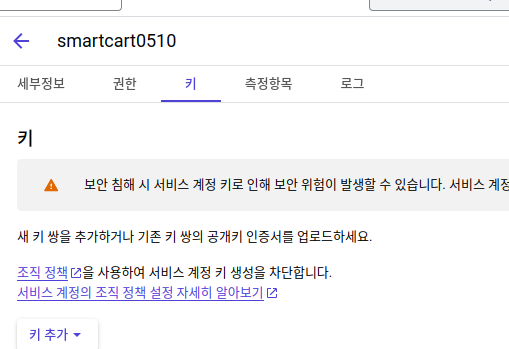 smartcart0510
세부정보 권한 키 측정항목 로그
키
보안 침해 시 서비스 계정 키로 인해 보안 위험이 발생할 수 있습니다. 서비스 계정
새 키 쌍을 추가하거나 기존 키 쌍의 공개키 인증서를 업로드하세요.
조직 정책을 사용하여 서비스 계정 키 생성을 차단합니다.
서비스 계정의 조직 정책 설정 자세히 알아보기
키 추가